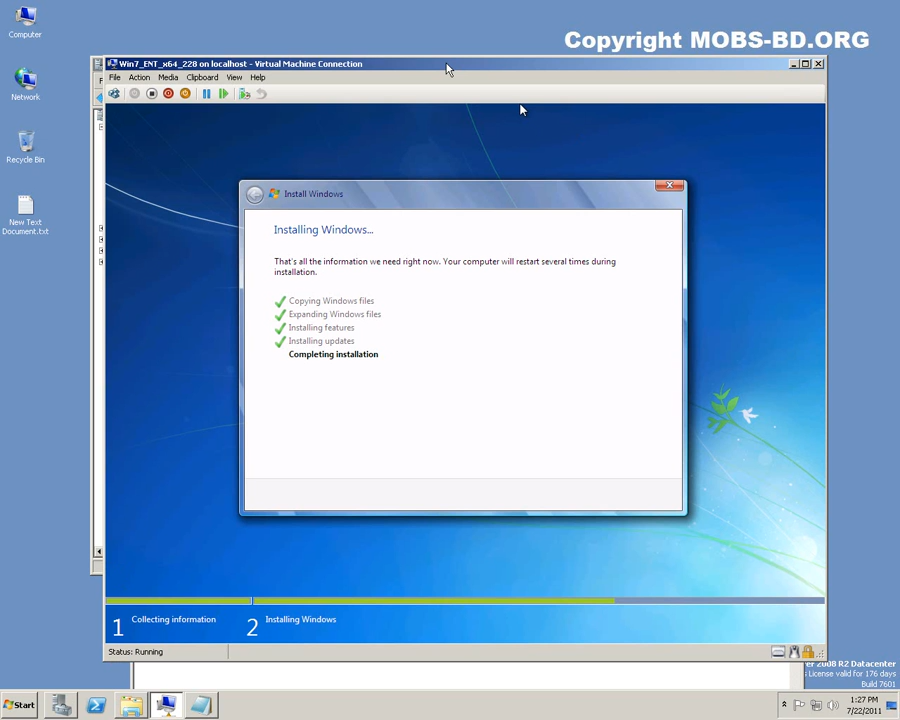 Computer
Copyright MOBS-BD.ORG
Win7_ENT_x64_228 on localhost - Virtual Machine Connection
File Action Media Clipboard View Help
Network
Recycle Bin
New Text
Document.txt
Install Windows
Installing Windows...
That's all the information we need right now. Your computer will restart several times during
installation.
Copying Windows files
Expanding Windows files
Installing features
Installing updates
Completing installation
1 Collecting information
2 Installing Windows
Status: Running
2008 R2 Datacenter
License valid for 176 days
Build 7601
Start
1:27 PM
7/22/2011